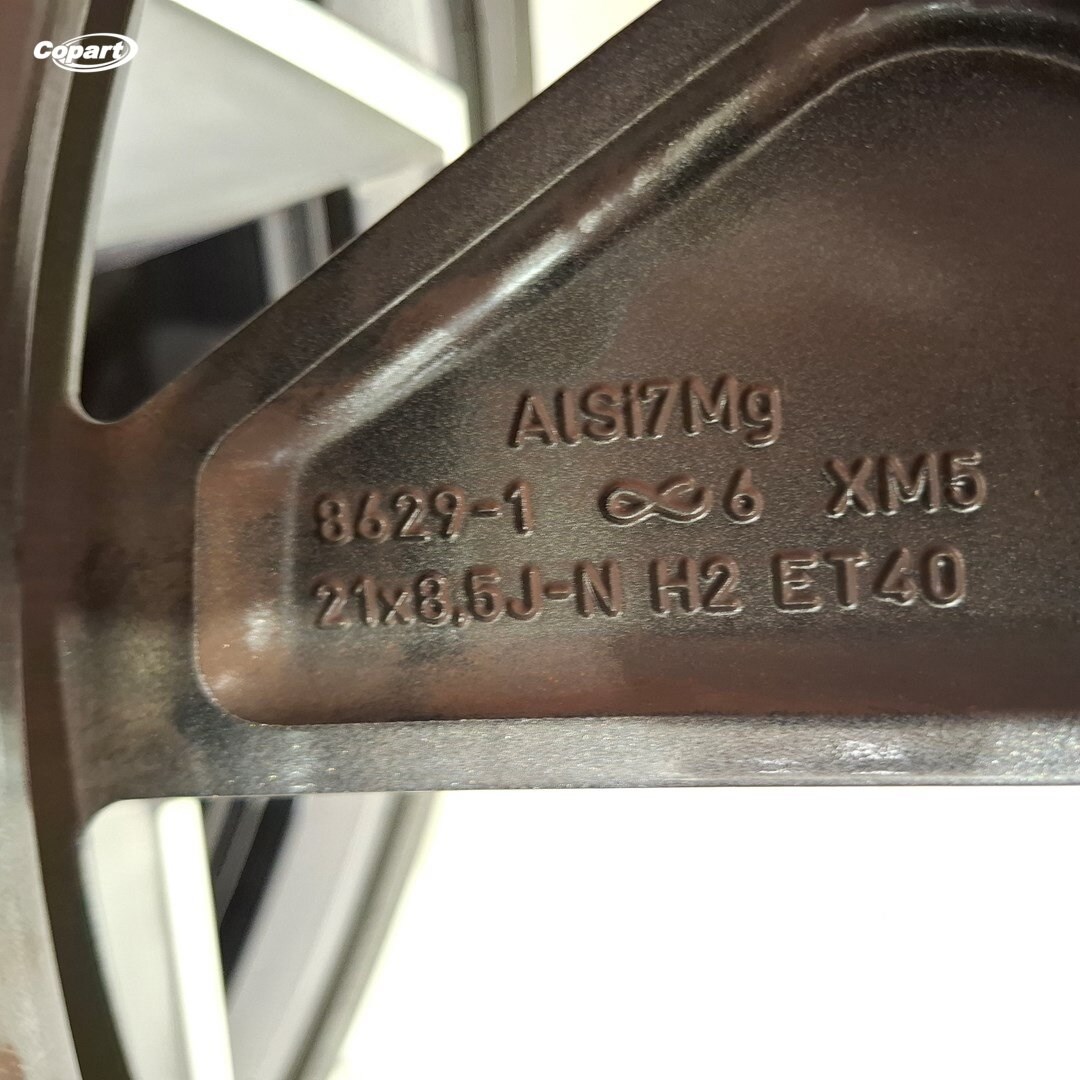 Copart
AlSi7Mg
8629-1 ∞6 XM5
21x8,5J-N H2 ET40